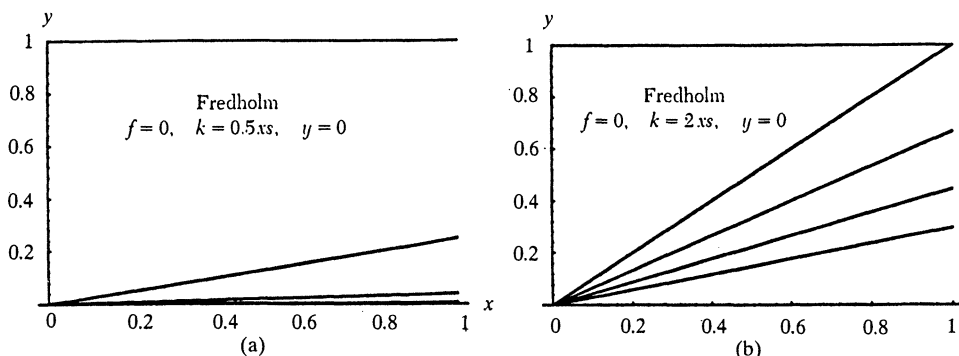 y
1
0.8
0.6
0.4
0.2
0 0.2 0.4 0.6 0.8 1 x
Fredholm
f = 0, k = 0.5xs, y = 0
(a)
y
1
0.8
0.6
0.4
0.2
0 0.2 0.4 0.6 0.8 1
Fredholm
f = 0, k = 2xs, y = 0
(b)